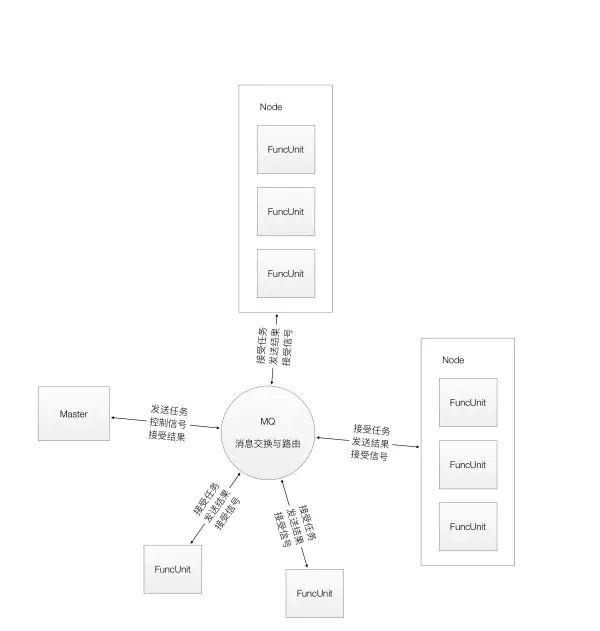 Node
FuncUnit
FuncUnit
FuncUnit
接受任务
发送结果
接受信号
Node
FuncUnit
FuncUnit
FuncUnit
Master
发送任务
控制信号
接受结果
MQ
消息交换与路由
接受任务
发送结果
接受信号
接受任务
发送结果
接受信号
接受任务
发送结果
接受信号
FuncUnit
FuncUnit